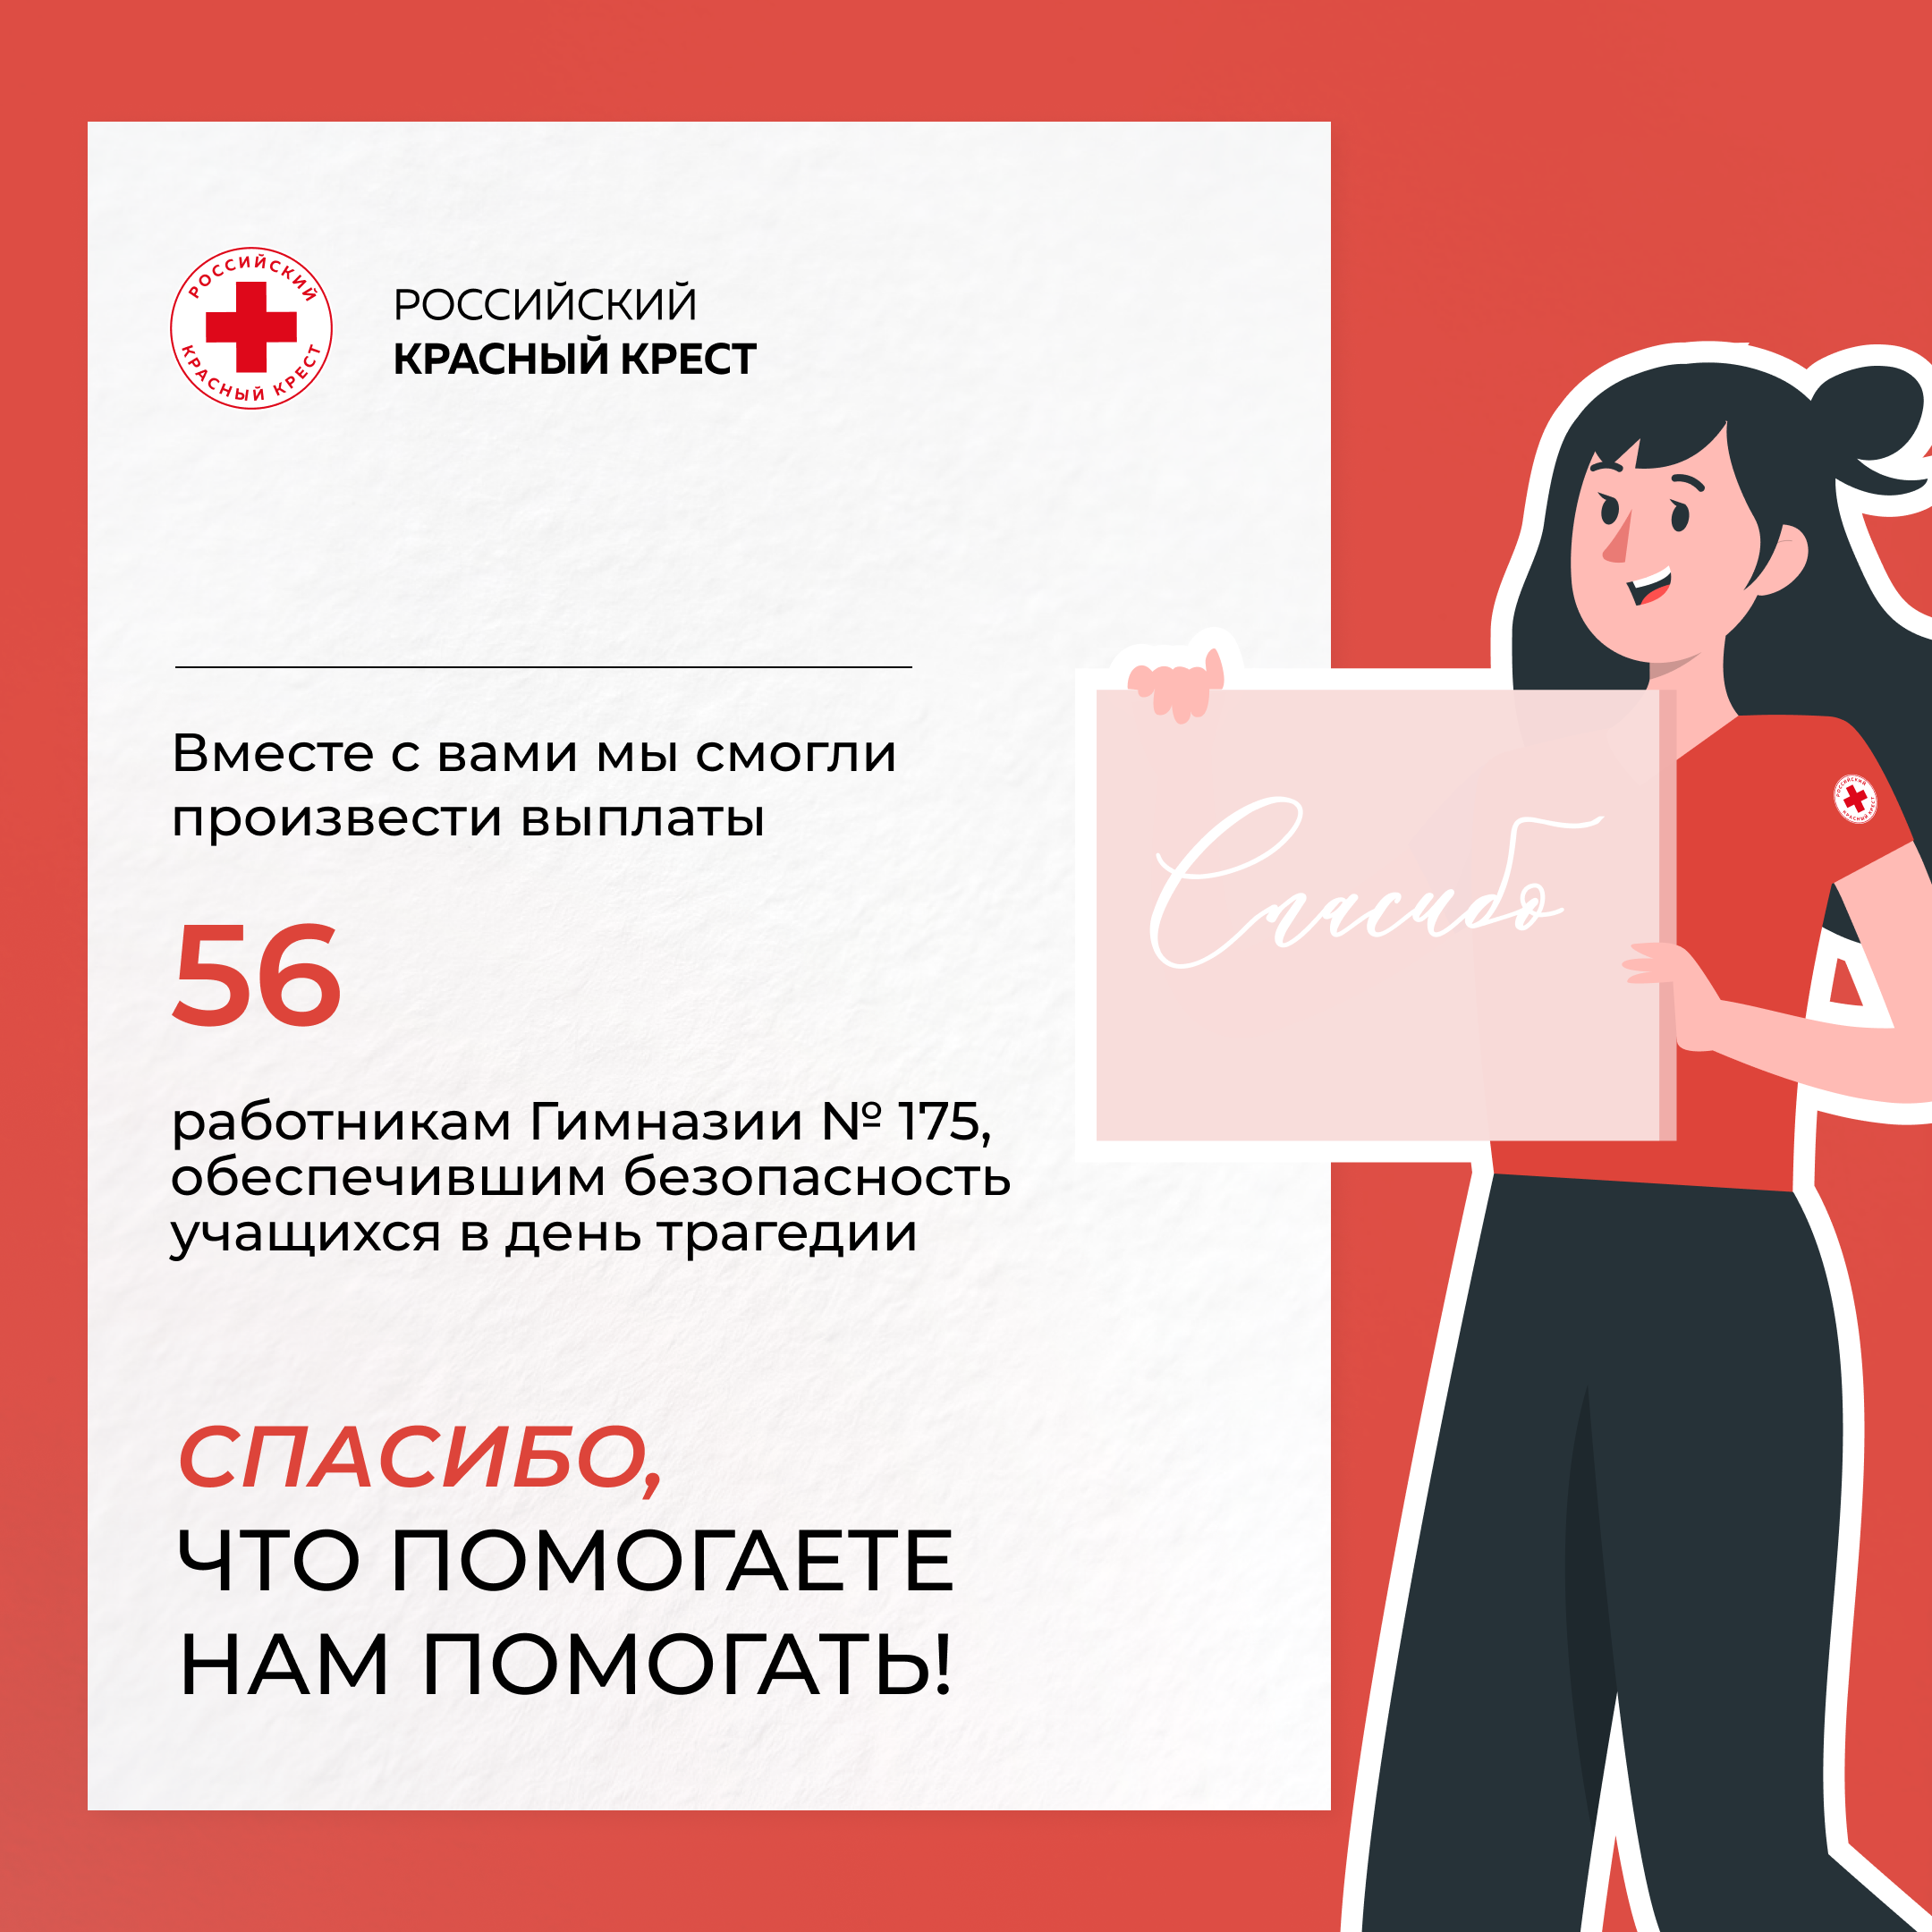 РОССИЙСКИЙ
КРАСНЫЙ КРЕСТ
РОССИЙСКИЙ
КРАСНЫЙ КРЕСТ
Вместе с вами мы смогли
произвести выплаты
56
работникам Гимназии № 175,
обеспечившим безопасность
учащихся в день трагедии
СПАСИБО,
ЧТО ПОМОГАЕТЕ
НАМ ПОМОГАТЬ!
Спасибо
РОССИЙСКИЙ
КРАСНЫЙ КРЕСТ